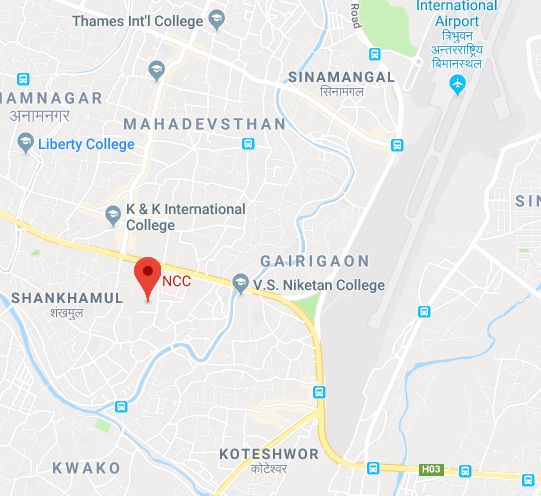 International
Airport
त्रिभुवन
अन्तरराष्ट्रिय
बिमानस्थल
Thames Int'l College
Road
SINAMANGAL
सिनामंगल
AMNAGAR
अनामनगर
MAHADEVSTHAN
Liberty College
SIN
K & K International
College
GAIRIGAON
NCC
V.S. Niketan College
SHANKHAMUL
शंखमुल
KOTESHWOR
कोटेश्वर
H03
KWAKO